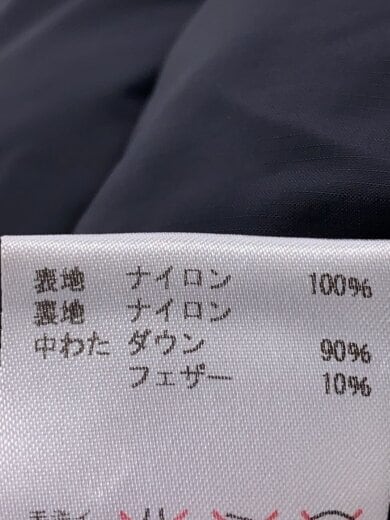 表地 ナイロン 100%
裏地 ナイロン
中わた ダウン 90%
フェザー 10%